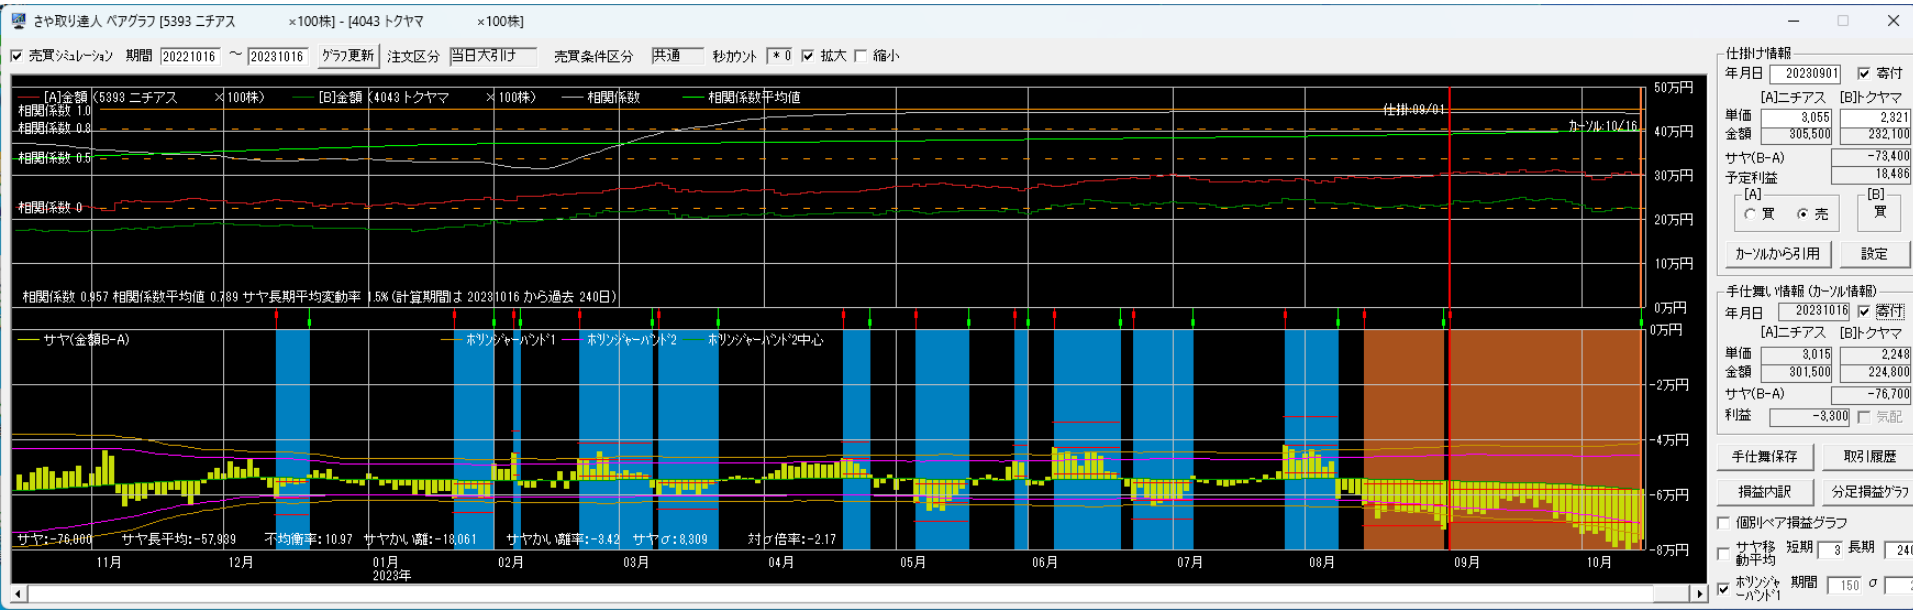 さや取り達人 ペアグラフ [5393 ニチアス ×100株] - [4043 トクヤマ ×100株]
売買シミュレーション 期間 20221016 ～ 20231016 グラフ更新 注文区分 当日大引け 売買条件区分 共通 秒カウント *0 拡大 縮小
[A]金額 (5393 ニチアス ×100株) [B]金額 (4043 トクヤマ ×100株) 相関係数 相関係数平均値
相関係数 1.0
相関係数 0.8
相関係数 0.5
相関係数 0
仕掛:09/01
カーソル:10/16
50万円
40万円
30万円
20万円
10万円
0万円
相関係数 0.957 相関係数平均値 0.789 サヤ長期平均変動率 1.5% (計算期間は 20231016 から過去 240日)
サヤ(金額B-A) ボリンジャーバンド1 ボリンジャーバンド2 ボリンジャーバンド2中心
0万円
-2万円
-4万円
-6万円
-8万円
サヤ:-76,000 サヤ長平均:-57,939 不均衡率:10.97 サヤかい離:-18,061 サヤかい離率:-3.42 サヤσ:8,309 対σ倍率:-2.17
11月 12月 01月 02月 03月 04月 05月 06月 07月 08月 09月 10月
2023年
仕掛け情報
年月日 20230901 寄付
[A]ニチアス [B]トクヤマ
単価 3,055 2,321
金額 305,500 232,100
サヤ(B-A) -73,400
予定利益 18,486
[A] [B]
買 売 買
カーソルから引用 設定
手仕舞い情報 (カーソル情報)
年月日 20231016 寄付
[A]ニチアス [B]トクヤマ
単価 3,015 2,248
金額 301,500 224,800
サヤ(B-A) -76,700
利益 -3,300 気配
手仕舞保存 取引履歴
損益内訳 分足損益グラフ
個別ペア損益グラフ
サヤ移動平均 短期 3 長期 240
ボリンジャーバンド1 期間 150 σ